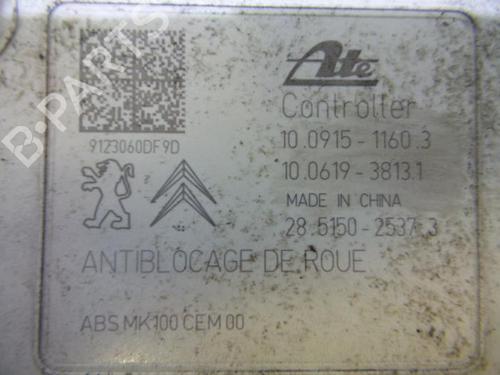 Ate
Controller
10.0915-1160.3
10.0619-3813.1
MADE IN CHINA
28.5150-2537.3
9123060DF9D
ANTIBLOCAGE DE ROUE
ABS MK100 CEM 00
B-PARTS